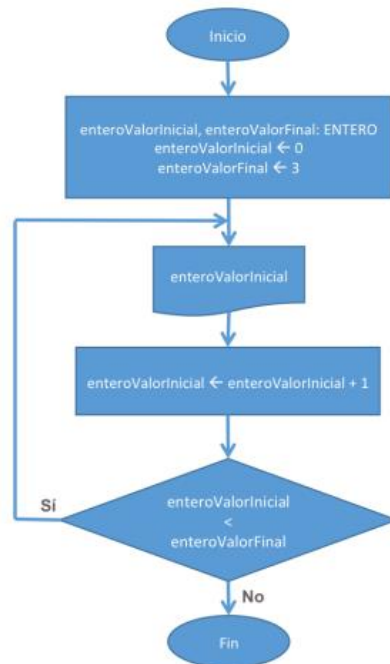 Inicio
enteroValorInicial, enteroValorFinal: ENTERO
enteroValorInicial ← 0
enteroValorFinal ← 3
enteroValorInicial
enteroValorInicial ← enteroValorInicial + 1
enteroValorInicial
<
enteroValorFinal
Sí
No
Fin